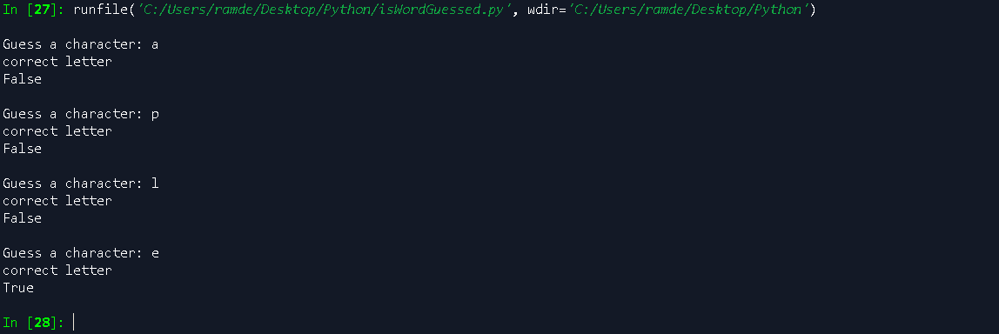 In [27]: runfile('C:/Users/ramde/Desktop/Python/isWordGuessed.py', wdir='C:/Users/ramde/Desktop/Python')
Guess a character: a
correct letter
False
Guess a character: p
correct letter
False
Guess a character: l
correct letter
False
Guess a character: e
correct letter
True
In [28]: